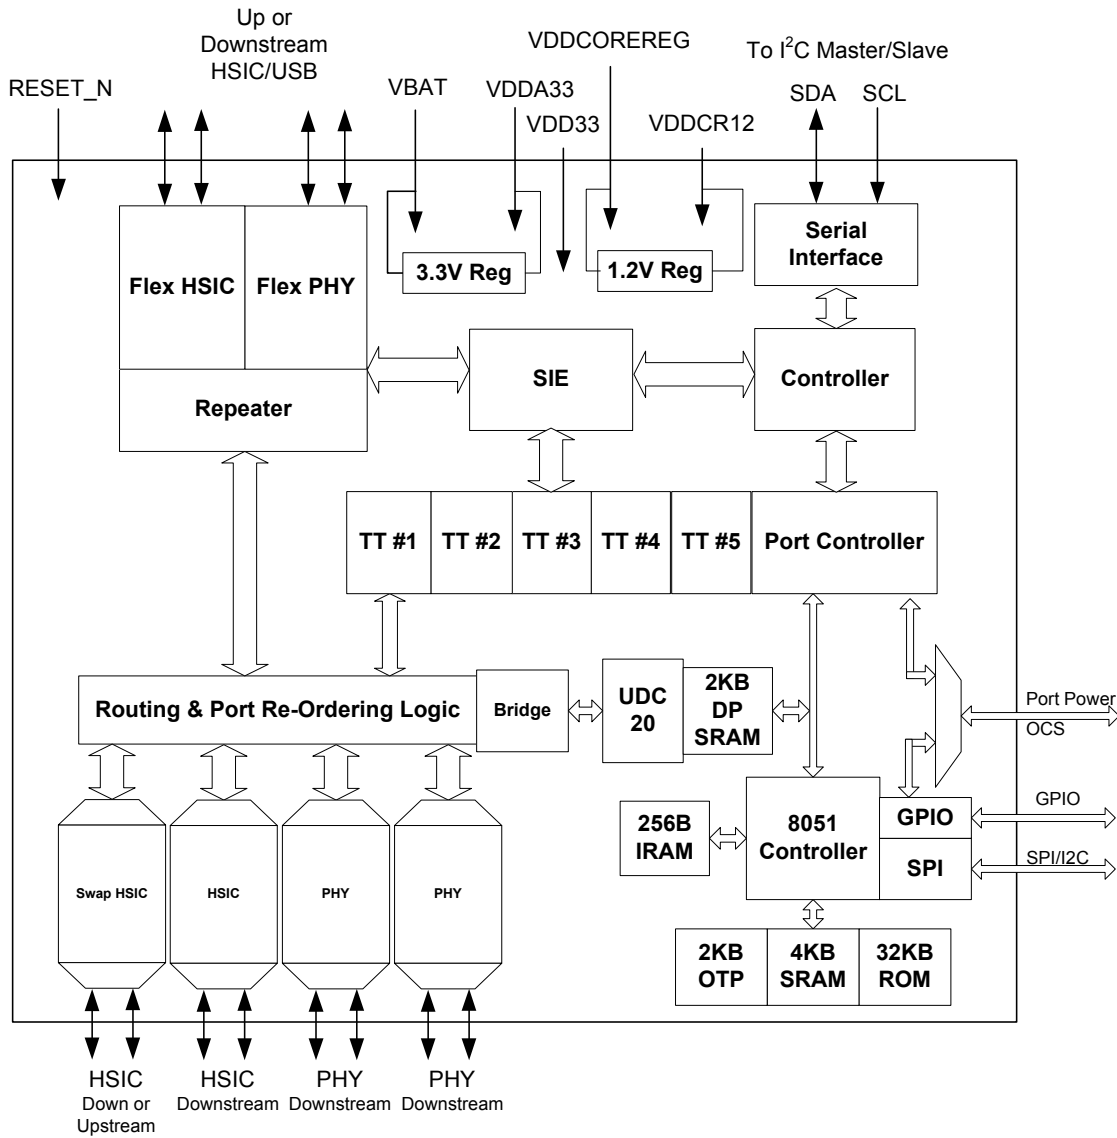 Up or
Downstream
HSIC/USB
RESET_N
VBAT
VDDA33
VDDCOREREG
VDD33
VDDCR12
To I²C Master/Slave
SDA
SCL
Flex HSIC
Flex PHY
3.3V Reg
1.2V Reg
Serial
Interface
Repeater
SIE
Controller
TT #1
TT #2
TT #3
TT #4
TT #5
Port Controller
Routing & Port Re-Ordering Logic
Bridge
UDC
20
2KB
DP
SRAM
Port Power
OCS
Swap HSIC
HSIC
PHY
PHY
256B
IRAM
8051
Controller
GPIO
SPI
GPIO
SPI/I2C
2KB
OTP
4KB
SRAM
32KB
ROM
HSIC
Down or
Upstream
HSIC
Downstream
PHY
Downstream
PHY
Downstream